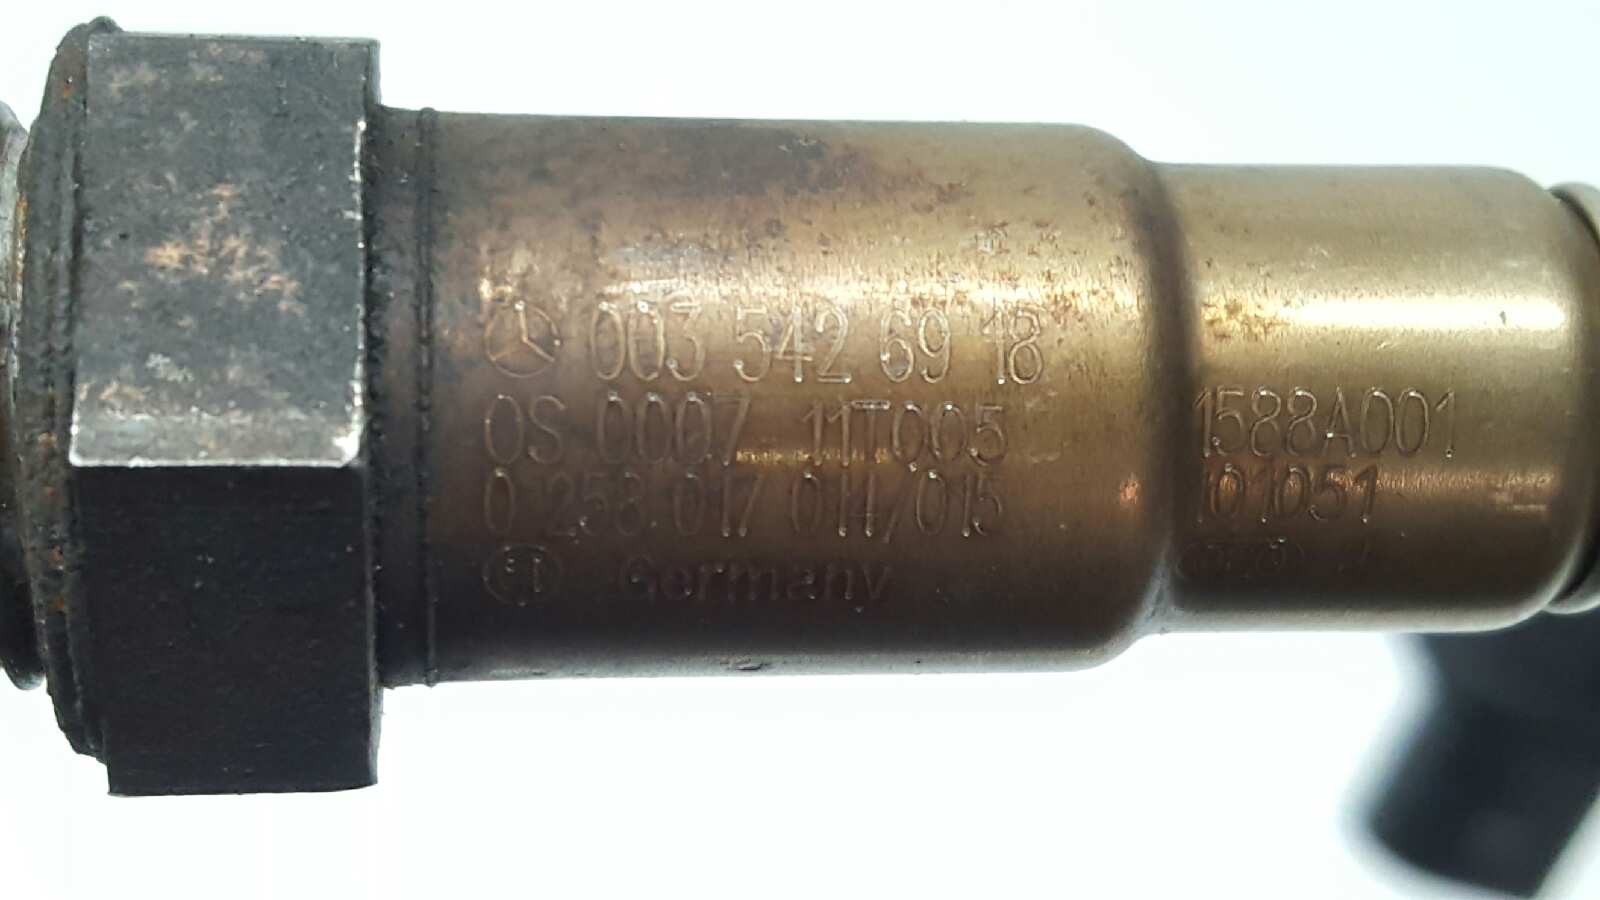 003 542 69 18
0S 0007 11T005
0 258 017 014/015
Germany
1588A001
101051